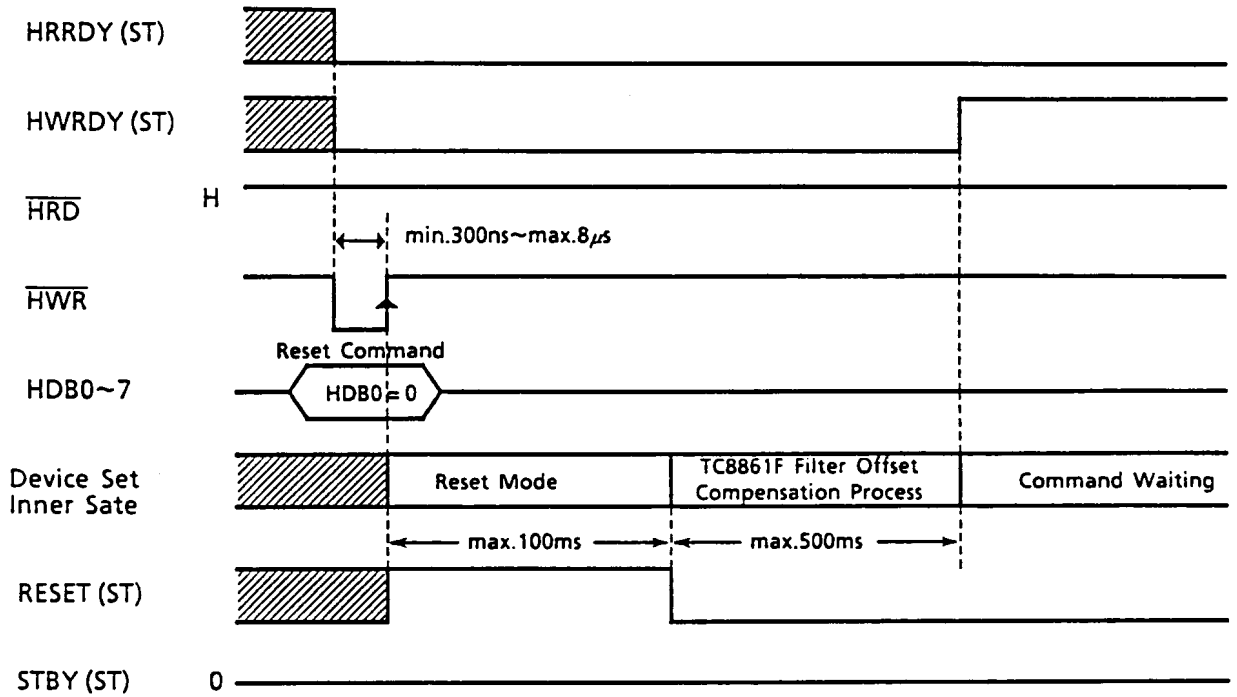 HRRDY (ST)
HWRDY (ST)
HRD H
min.300ns~max.8μs
HWR
Reset Command
HDB0~7 HDB0 = 0
Device Set
Inner Sate
Reset Mode
TC8861F Filter Offset
Compensation Process
Command Waiting
max.100ms max.500ms
RESET (ST)
STBY (ST) 0